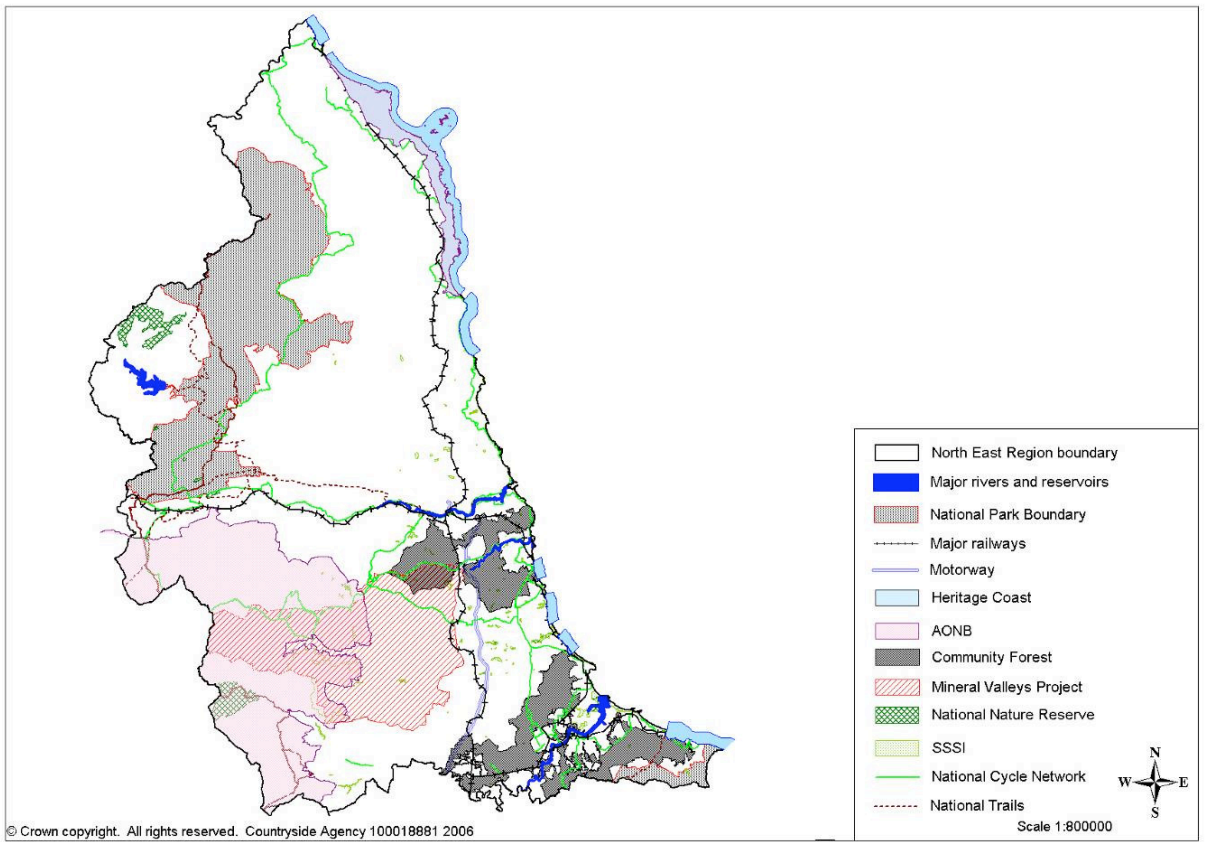 North East Region boundary
Major rivers and reservoirs
National Park Boundary
Major railways
Motorway
Heritage Coast
AONB
Community Forest
Mineral Valleys Project
National Nature Reserve
SSSI
National Cycle Network
National Trails
N
W E
S
Scale 1:800000
© Crown copyright. All rights reserved. Countryside Agency 100018881 2006